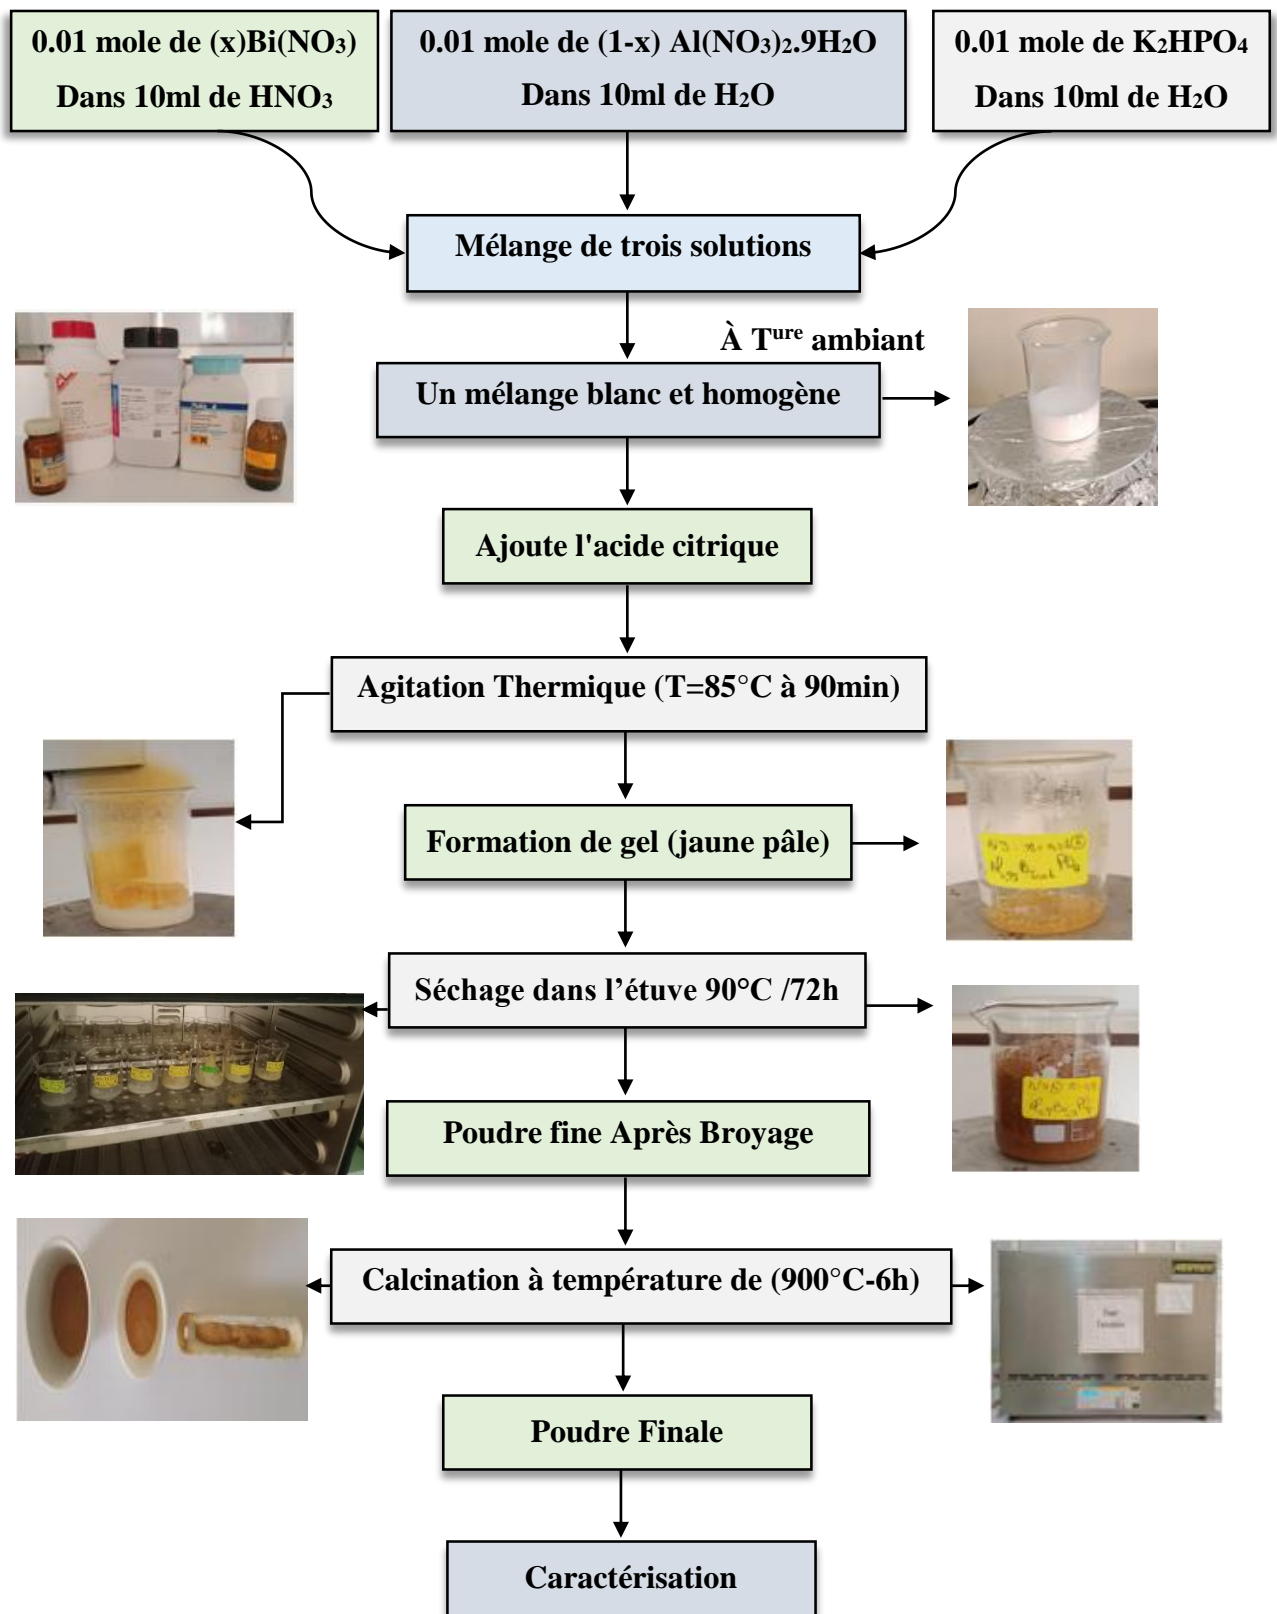 0.01 mole de (x)Bi(NO₃)
Dans 10ml de HNO₃
0.01 mole de (1-x) Al(NO₃)₂.9H₂O
Dans 10ml de H₂O
0.01 mole de K₂HPO₄
Dans 10ml de H₂O
Mélange de trois solutions
À Tᵘʳᵉ ambiant
Un mélange blanc et homogène
Ajoute l'acide citrique
Agitation Thermique (T=85°C à 90min)
Formation de gel (jaune pâle)
Séchage dans l’étuve 90°C /72h
Poudre fine Après Broyage
Calcination à température de (900°C-6h)
Poudre Finale
Caractérisation